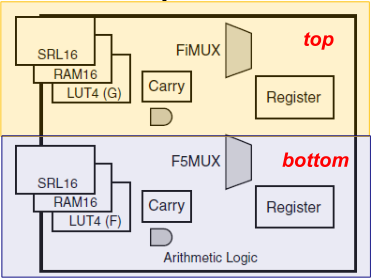 top
SRL16
FiMUX
RAM16
Carry
LUT4 (G)
Register
F5MUX
bottom
SRL16
RAM16
Carry
Register
LUT4 (F)
Arithmetic Logic